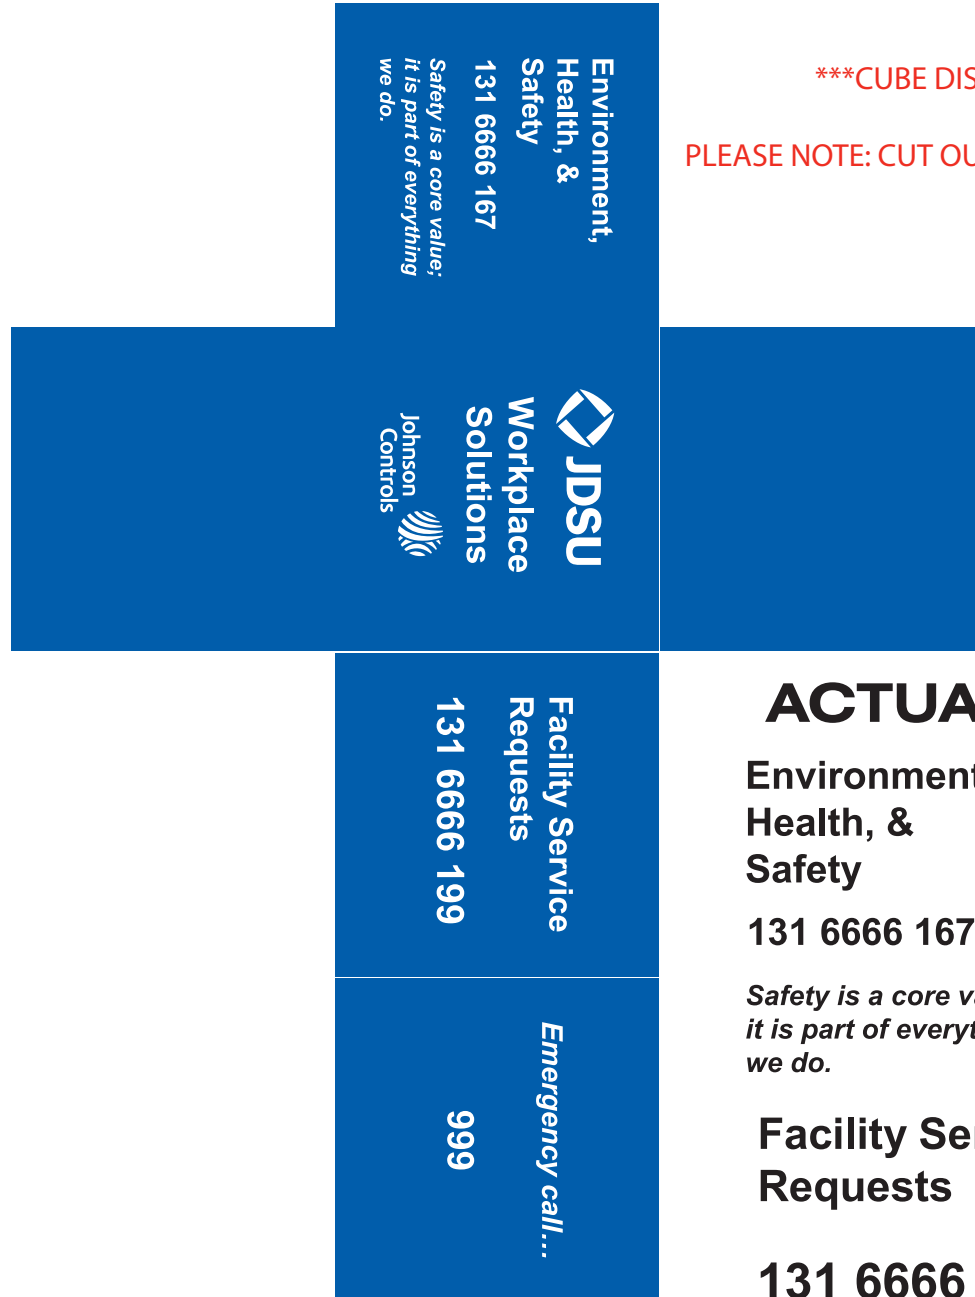 Environment,
Health, &
Safety
131 6666 167
Safety is a core value;
it is part of everything
we do.
JDSU
Workplace
Solutions
Johnson
Controls
Facility Service
Requests
131 6666 199
Emergency call...
999
***CUBE DIS
PLEASE NOTE: CUT OU
ACTUA
Environment
Health, &
Safety
131 6666 167
Safety is a core va
it is part of everyt
we do.
Facility Ser
Requests
131 6666